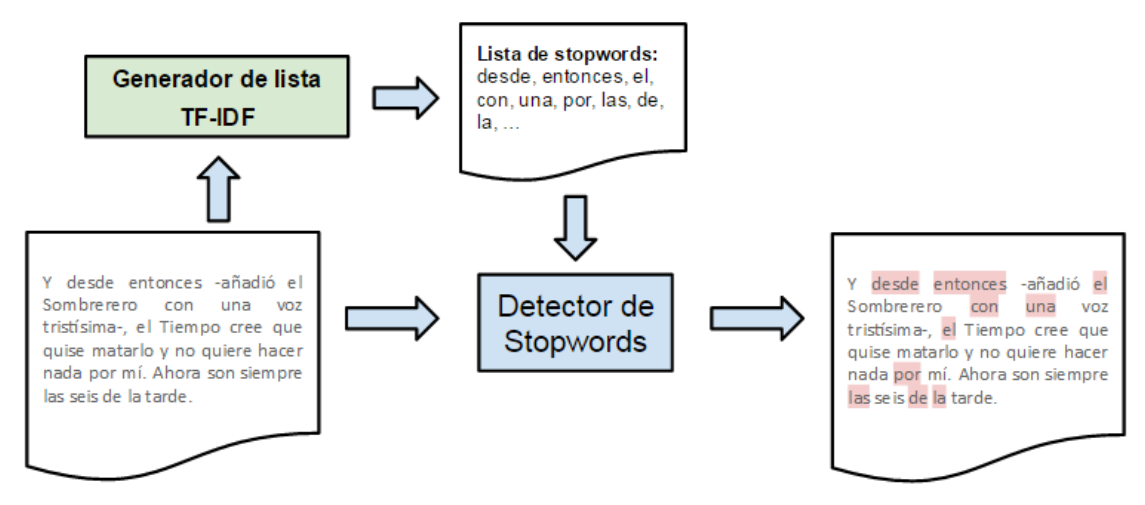 Generador de lista
TF-IDF
Lista de stopwords:
desde, entonces, el,
con, una, por, las, de,
la, ...
Y desde entonces -añadió el
Sombrerero con una voz
tristísima-, el Tiempo cree que
quise matarlo y no quiere hacer
nada por mí. Ahora son siempre
las seis de la tarde.
Detector de
Stopwords
Y desde entonces -añadió el
Sombrerero con una voz
tristísima-, el Tiempo cree que
quise matarlo y no quiere hacer
nada por mí. Ahora son siempre
las seis de la tarde.